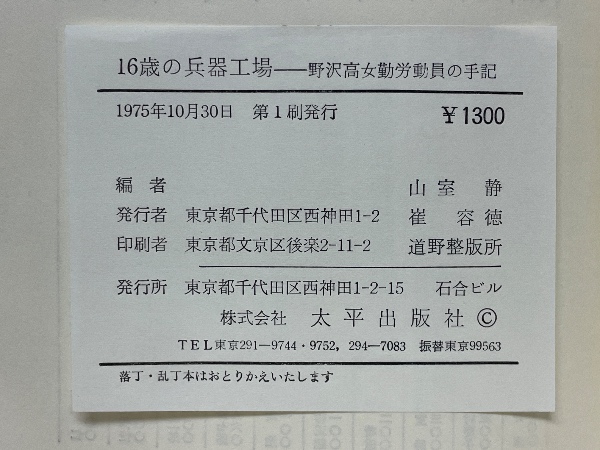 16歳の兵器工場――野沢高女勤労動員の手記
1975年10月30日 第1刷発行 ¥1300
編者 山室静
発行者 東京都千代田区西神田1-2 崔容徳
印刷者 東京都文京区後楽2-11-2 道野整版所
発行所 東京都千代田区西神田1-2-15 石合ビル
株式会社 太平出版社 ©
TEL東京291-9744・9752, 294-7083 振替東京99563
落丁・乱丁本はおとりかえいたします